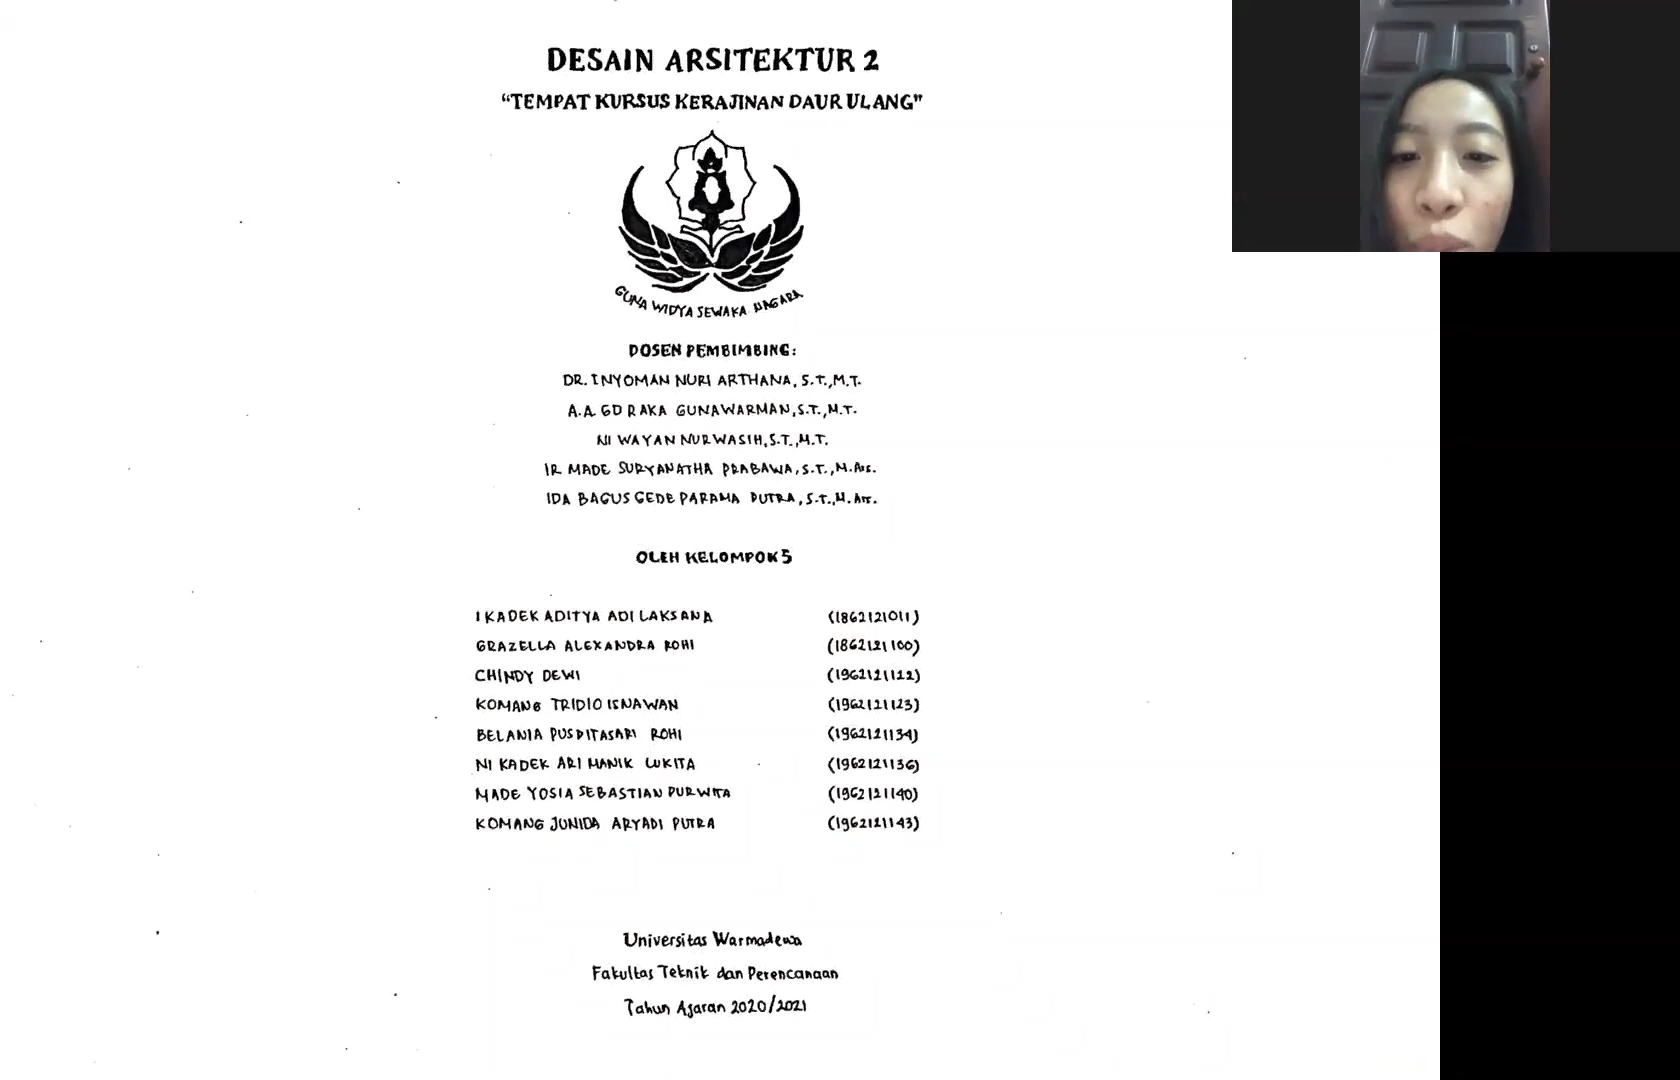 DESAIN ARSITEKTUR 2
"TEMPAT KURSUS KERAJINAN DAUR ULANG"
GUNA WIDYA SEWAKA NAGARA
DOSEN PEMBIMBING:
DR. I NYOMAN NURI ARTHANA, S.T.,M.T.
A.A. GD RAKA GUNAWARMAN, S.T.,M.T.
NI WAYAN NURWASIH, S.T.,M.T.
IR. MADE SURYANATHA PRABAWA, S.T., M.Ars.
IDA BAGUS GEDE PARAMA PUTRA, S.T.,M.Ars.
OLEH KELOMPOK 5
I KADEK ADITYA ADI LAKSANA (1862121011)
GRAZELLA ALEXANDRA ROHI (1862121100)
CHINDY DEWI (1962121122)
KOMANG TRIDIO ISNAWAN (1962121123)
BELANIA PUSPITASARI ROHI (1962121134)
NI KADEK ARI MANIK LUKITA (1962121136)
MADE YOSIA SEBASTIAN PURWITA (1962121140)
KOMANG JUNIDA ARYADI PUTRA (1962121143)
Universitas Warmadewa
Fakultas Teknik dan Perencanaan
Tahun Ajaran 2020/2021